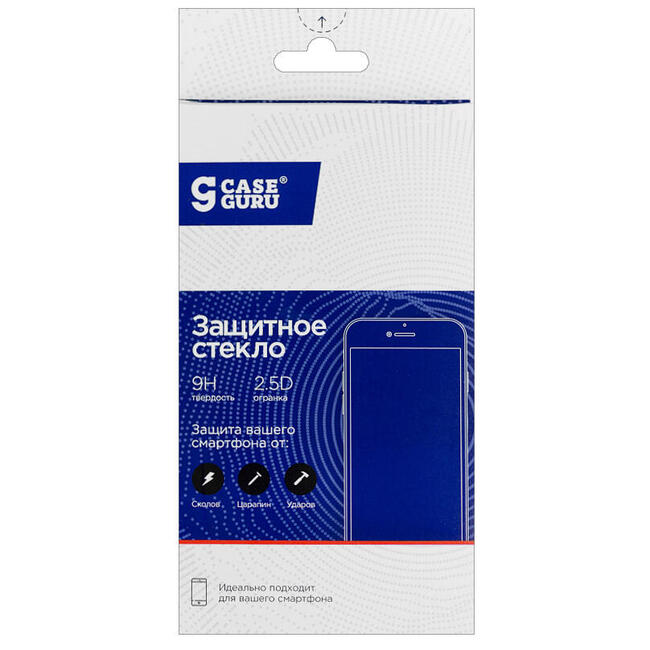 CASE®
GURU
Защитное
стекло
9H 2.5D
твердость огранка
Защита вашего
смартфона от:
Сколов Царапин Ударов
Идеально подходит
для вашего смартфона